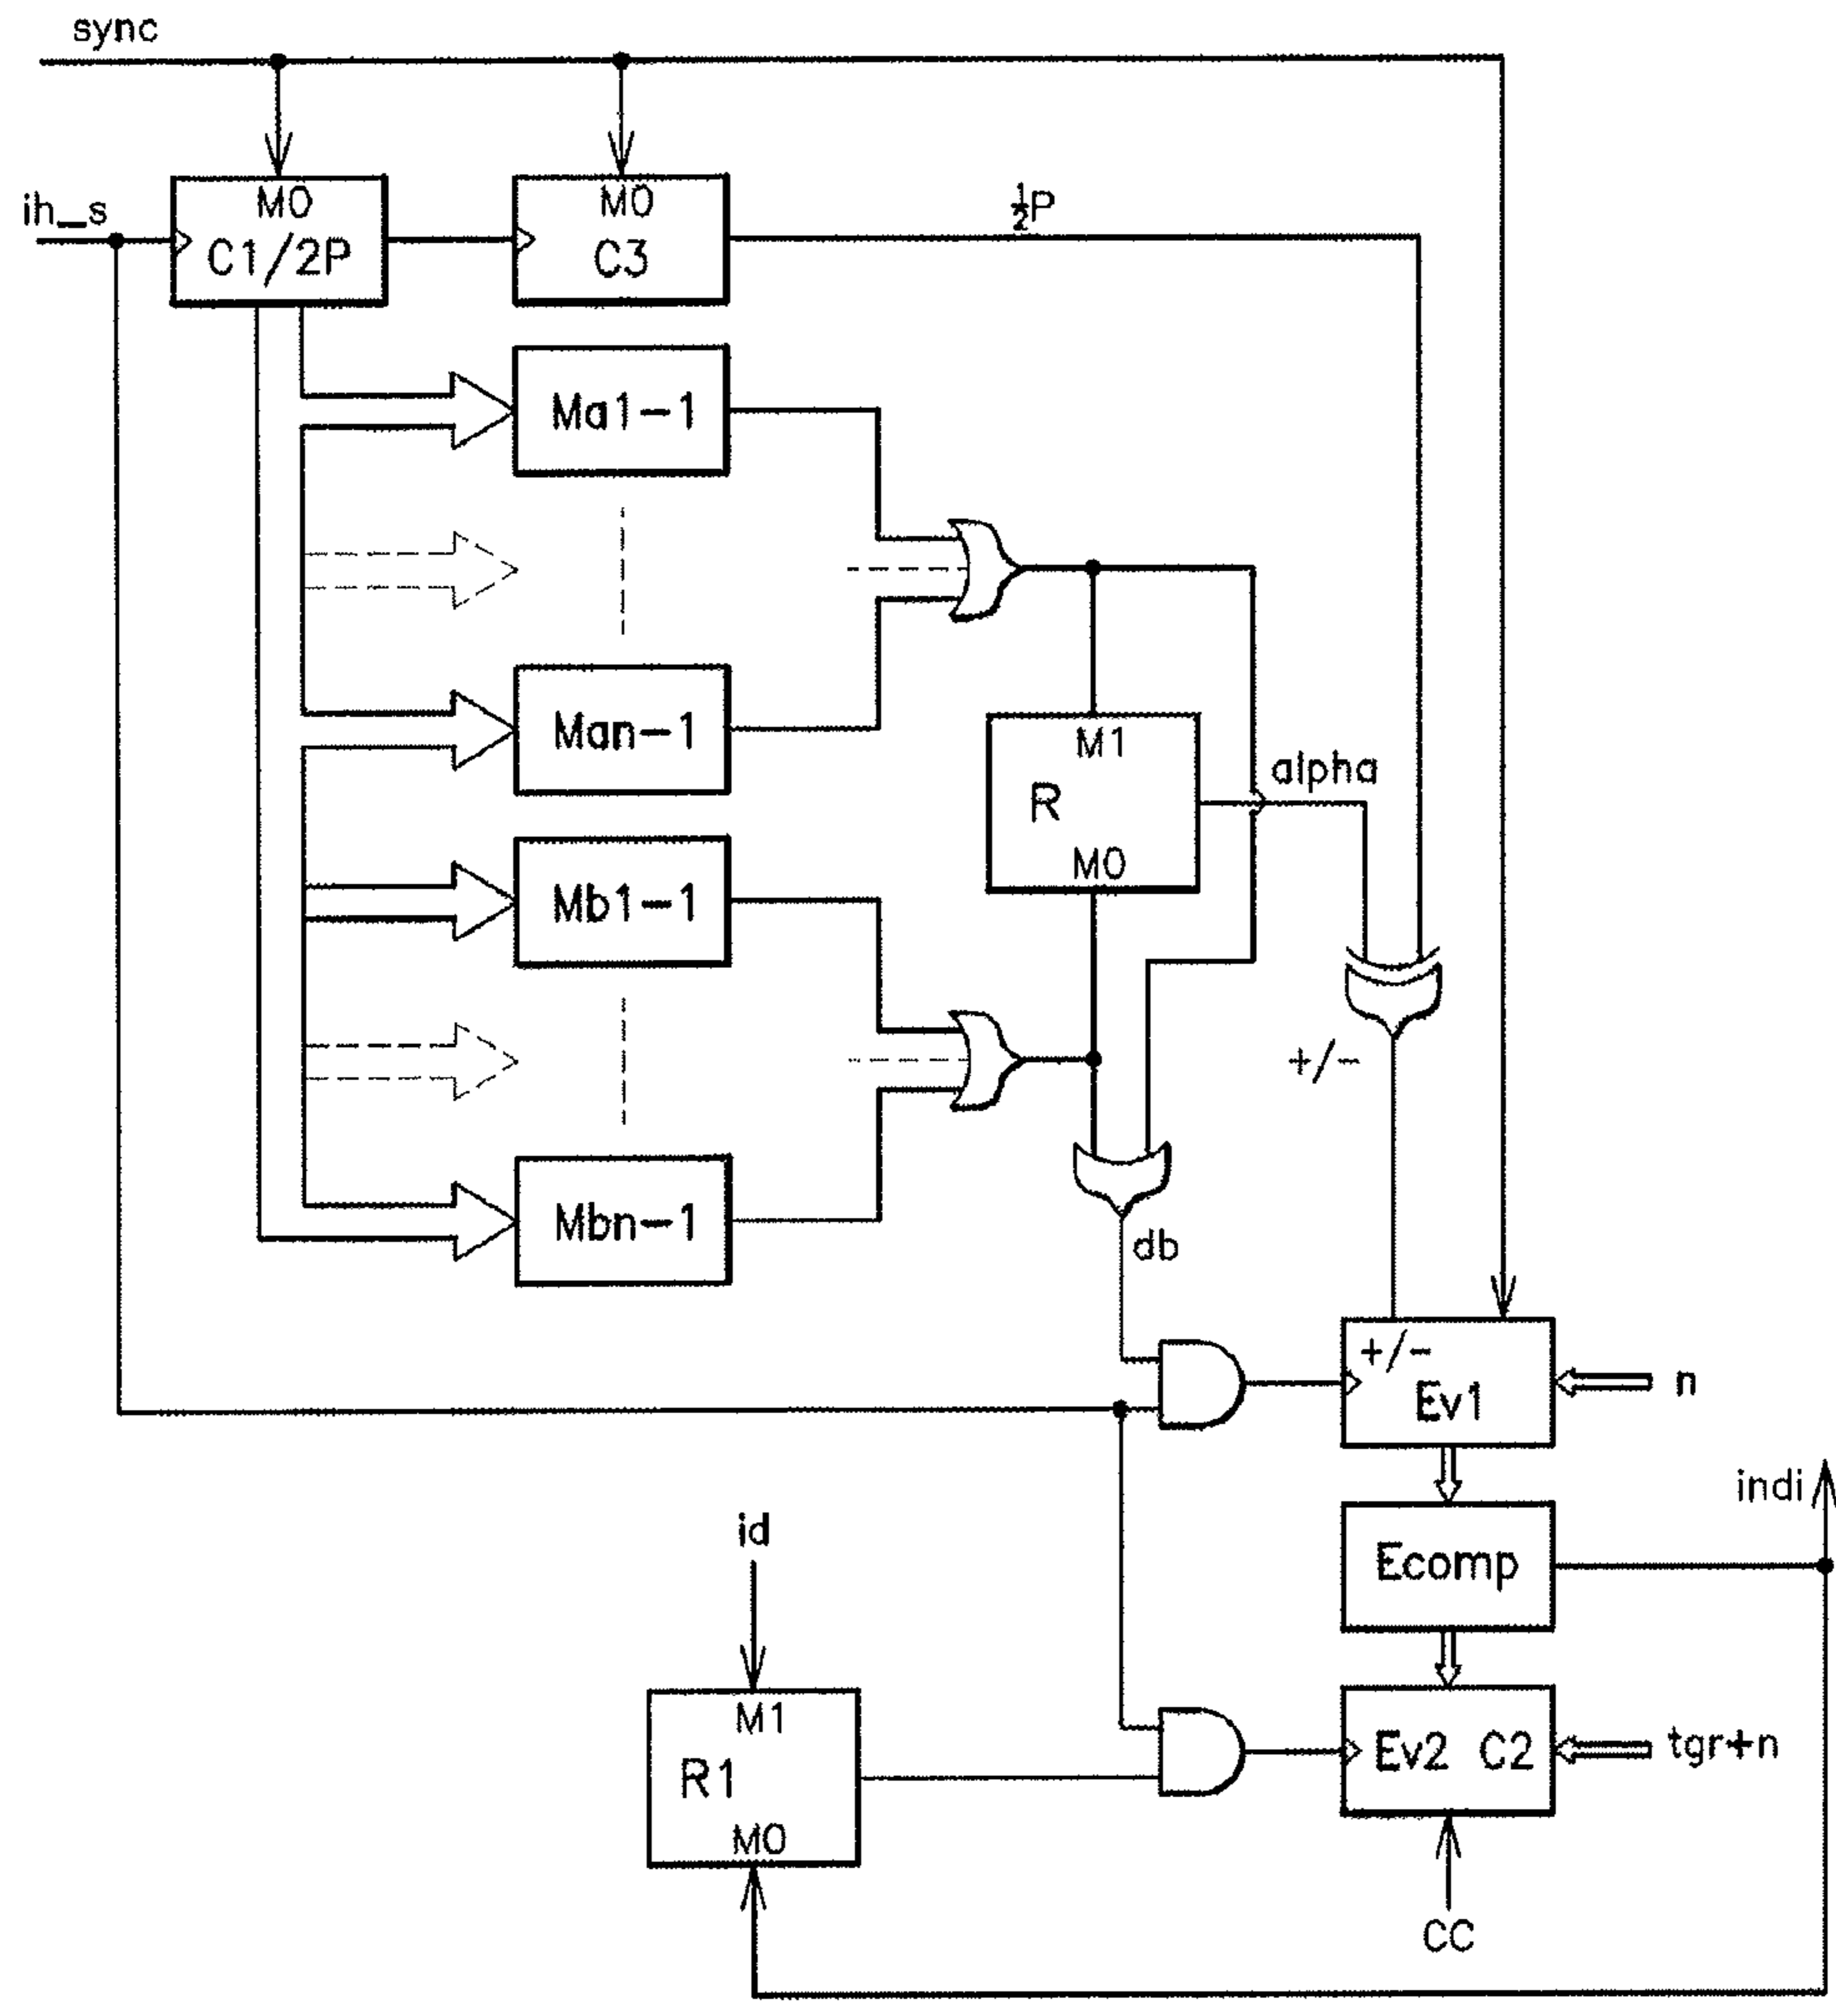 sync
ih_s
M0
C1/2P
M0
C3
½P
Ma1-1
Man-1
M1
R
M0
alpha
Mb1-1
Mbn-1
+/-
db
+/-
Ev1
n
indi
Ecomp
id
M1
R1
M0
Ev2 C2
tgr+n
CC